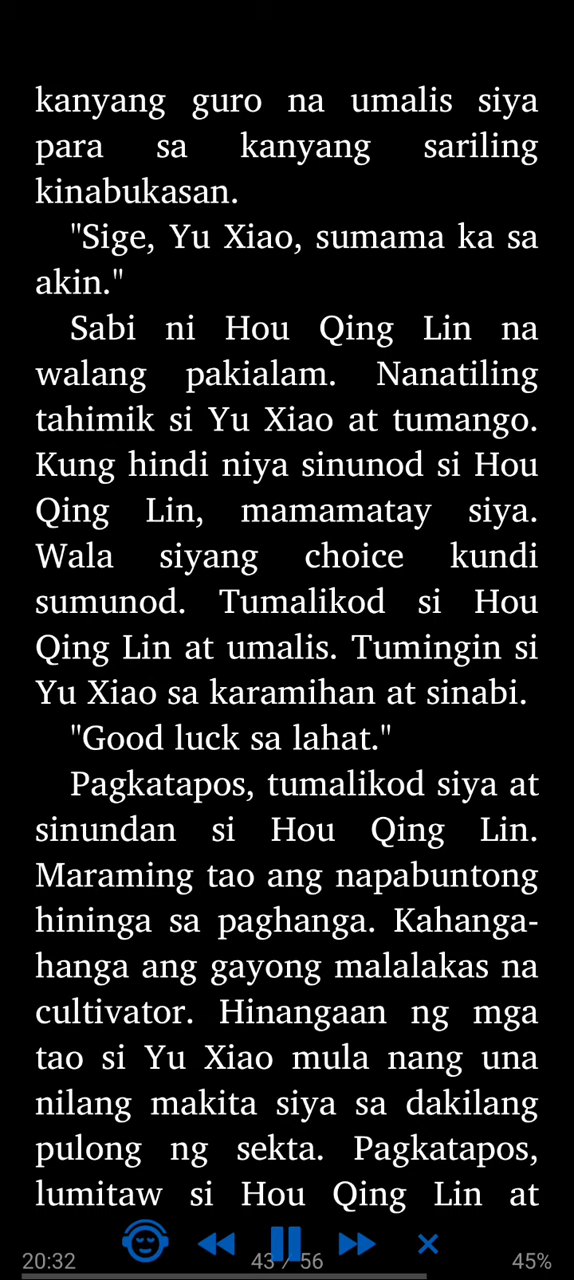 kanyang guro na umalis siya
para sa kanyang sariling
kinabukasan.
"Sige, Yu Xiao, sumama ka sa
akin."
Sabi ni Hou Qing Lin na
walang pakialam. Nanatiling
tahimik si Yu Xiao at tumango.
Kung hindi niya sinunod si Hou
Qing Lin, mamamatay siya.
Wala siyang choice kundi
sumunod. Tumalikod si Hou
Qing Lin at umalis. Tumingin si
Yu Xiao sa karamihan at sinabi.
"Good luck sa lahat."
Pagkatapos, tumalikod siya at
sinundan si Hou Qing Lin.
Maraming tao ang napabuntong
hininga sa paghanga. Kahanga-
hanga ang gayong malalakas na
cultivator. Hinangaan ng mga
tao si Yu Xiao mula nang una
nilang makita siya sa dakilang
pulong ng sekta. Pagkatapos,
lumitaw si Hou Qing Lin at
20:32 43 / 56 45%